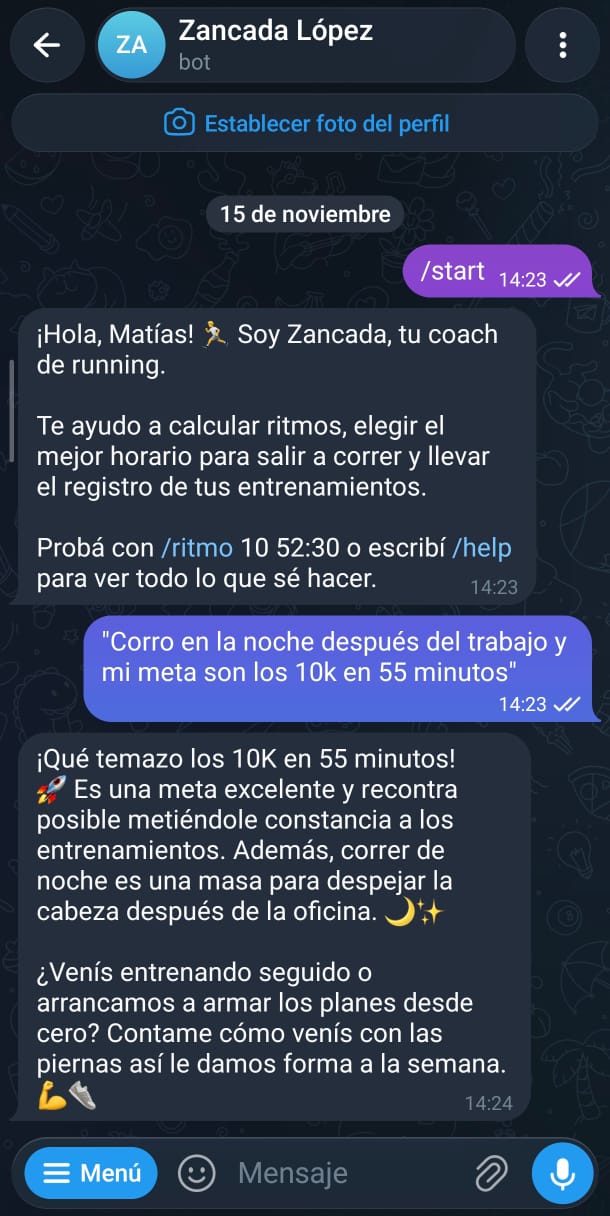 ZA
Zancada López
bot
Establecer foto del perfil
15 de noviembre
/start 14:23
¡Hola, Matías! 🏃 Soy Zancada, tu coach
de running.
Te ayudo a calcular ritmos, elegir el
mejor horario para salir a correr y llevar
el registro de tus entrenamientos.
Probá con /ritmo 10 52:30 o escribí /help
para ver todo lo que sé hacer.
14:23
"Corro en la noche después del trabajo y
mi meta son los 10k en 55 minutos"
14:23
¡Qué temazo los 10K en 55 minutos!
🚀 Es una meta excelente y recontra
posible metiéndole constancia a los
entrenamientos. Además, correr de
noche es una masa para despejar la
cabeza después de la oficina. 🌙✨
¿Venís entrenando seguido o
arrancamos a armar los planes desde
cero? Contame cómo venís con las
piernas así le damos forma a la semana.
💪👟
14:24
Menú
Mensaje